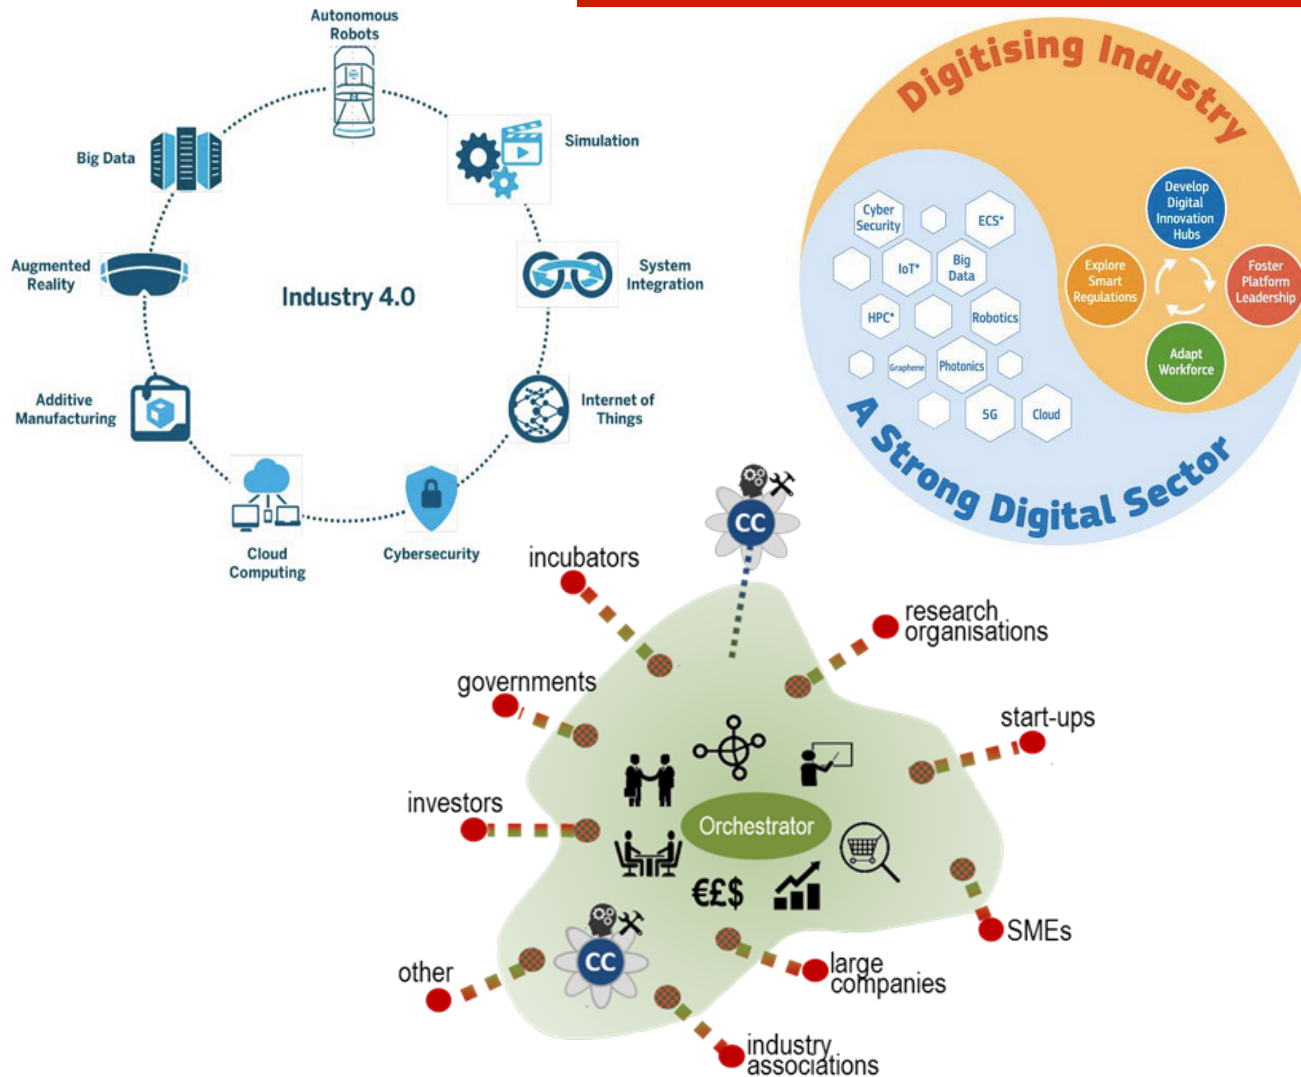 Autonomous
Robots
Simulation
System
Integration
Internet of
Things
Cybersecurity
Cloud
Computing
Additive
Manufacturing
Augmented
Reality
Big Data
Industry 4.0
Digitising Industry
Develop
Digital
Innovation
Hubs
Foster
Platform
Leadership
Adapt
Workforce
Explore
Smart
Regulations
Cyber
Security
ECS*
IoT*
Big
Data
HPC*
Robotics
Graphene
Photonics
5G
Cloud
A Strong Digital Sector
CC
incubators
research
organisations
governments
start-ups
investors
Orchestrator
€£$
SMEs
CC
other
large
companies
industry
associations